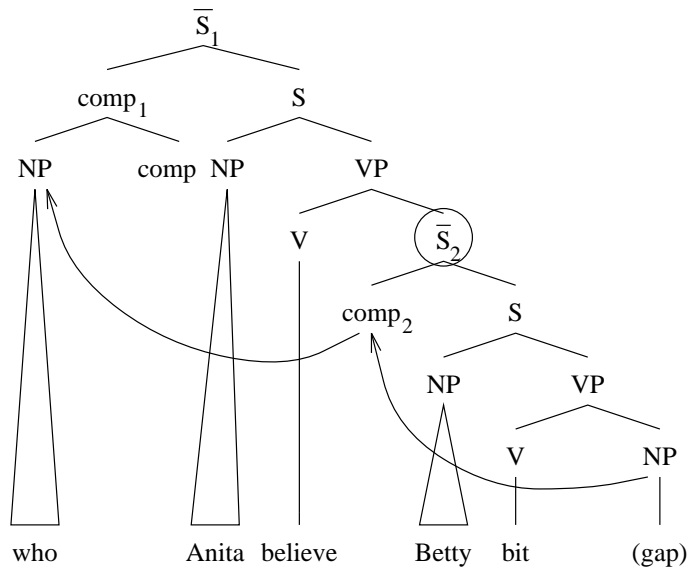 S̅₁
comp₁ S
NP comp NP VP
V S̅₂
comp₂ S
NP VP
V NP
who Anita believe Betty bit (gap)